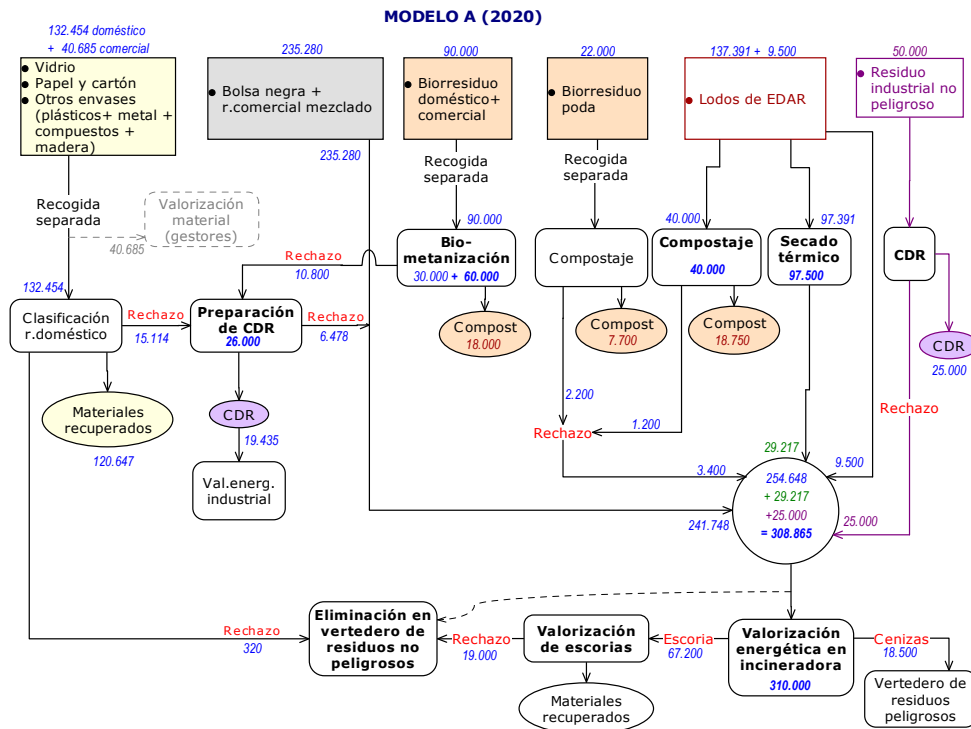 MODELO A (2020)
132.454 doméstico
+ 40.685 comercial
235.280
90.000
22.000
137.391 + 9.500
50.000
● Vidrio
● Papel y cartón
● Otros envases
(plásticos+ metal +
compuestos +
madera)
● Bolsa negra +
r.comercial mezclado
● Biorresiduo
doméstico+
comercial
● Biorresiduo
poda
● Lodos de EDAR
● Residuo
industrial no
peligroso
235.280
Recogida
separada
Recogida
separada
Recogida
separada
Valorización
material
(gestores)
40.685
90.000
40.000
97.391
Bio-
metanización
30.000 + 60.000
Compostaje
Compostaje
40.000
Secado
térmico
97.500
CDR
Rechazo
10.800
132.454
Clasificación
r.doméstico
Rechazo
15.114
Preparación
de CDR
26.000
Rechazo
6.478
Compost
18.000
Compost
7.700
Compost
18.750
CDR
25.000
Materiales
recuperados
120.647
CDR
19.435
Val.energ.
industrial
2.200
Rechazo
1.200
Rechazo
29.217
3.400
9.500
254.648
+ 29.217
+25.000
= 308.865
241.748
25.000
Rechazo
320
Eliminación en
vertedero de
residuos no
peligrosos
Rechazo
19.000
Valorización
de escorias
Escoria
67.200
Valorización
energética en
incineradora
310.000
Cenizas
18.500
Materiales
recuperados
Vertedero de
residuos
peligrosos